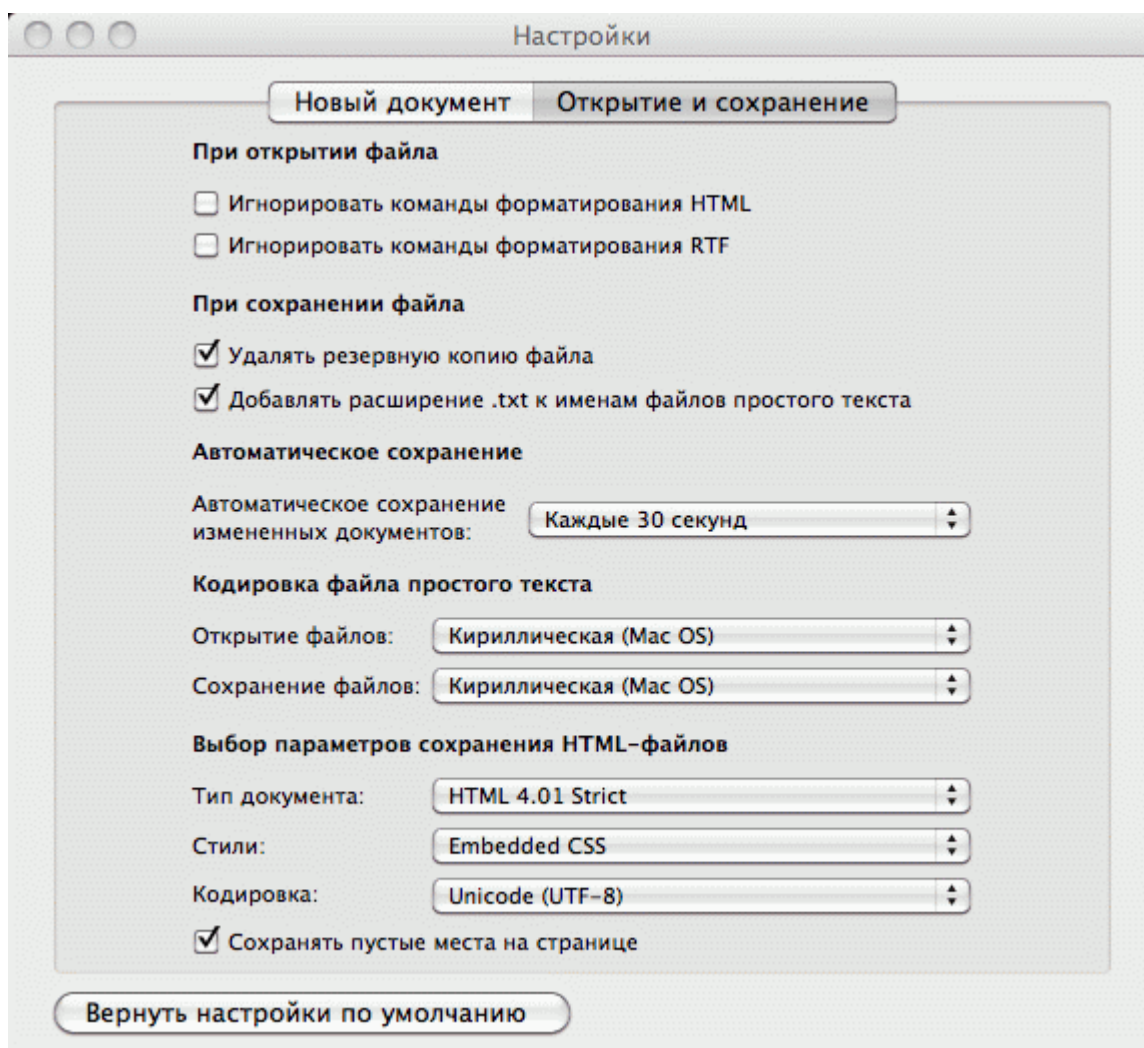 Настройки
Новый документ Открытие и сохранение
При открытии файла
Игнорировать команды форматирования HTML
Игнорировать команды форматирования RTF
При сохранении файла
Удалять резервную копию файла
Добавлять расширение .txt к именам файлов простого текста
Автоматическое сохранение
Автоматическое сохранение
измененных документов: Каждые 30 секунд
Кодировка файла простого текста
Открытие файлов: Кириллическая (Mac OS)
Сохранение файлов: Кириллическая (Mac OS)
Выбор параметров сохранения HTML-файлов
Тип документа: HTML 4.01 Strict
Стили: Embedded CSS
Кодировка: Unicode (UTF-8)
Сохранять пустые места на странице
Вернуть настройки по умолчанию